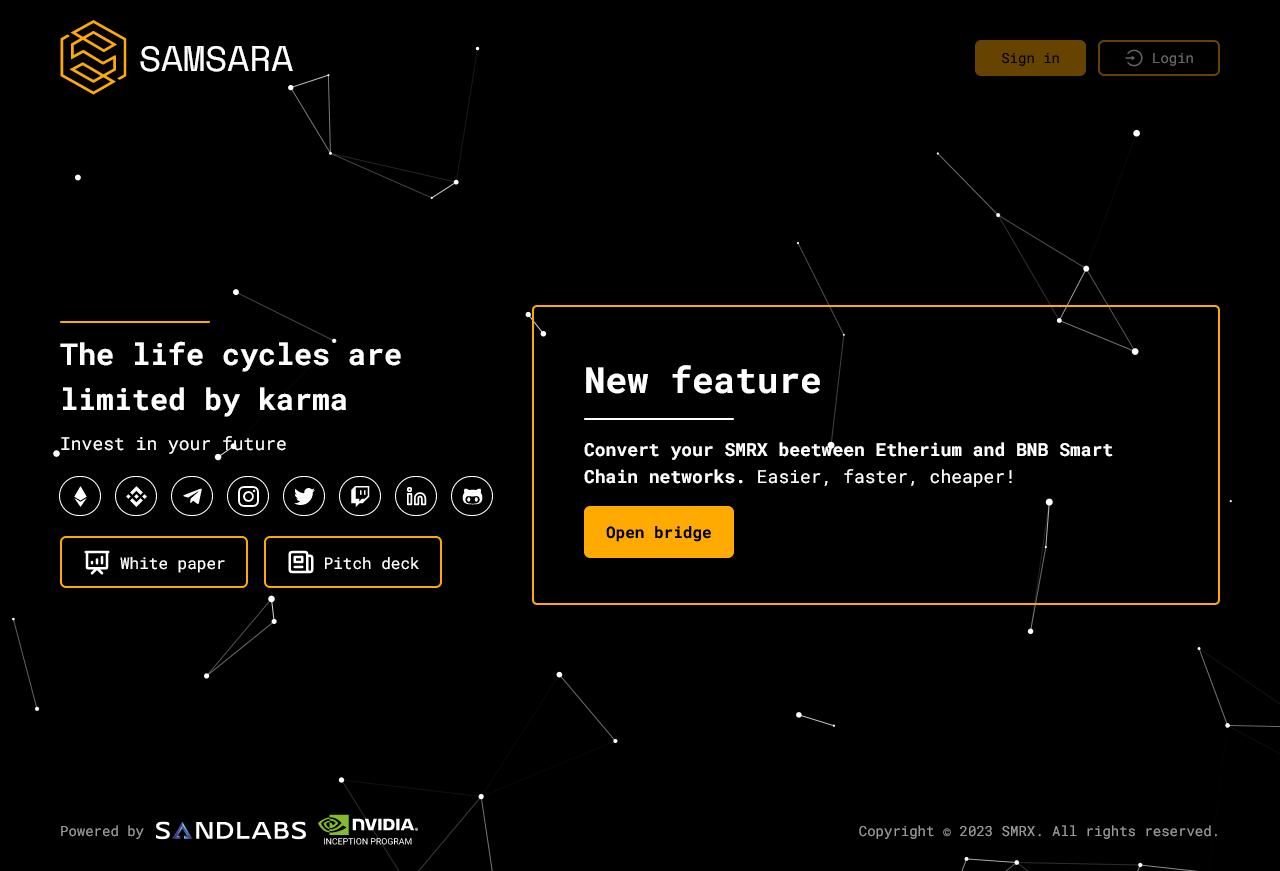 SAMSARA
Sign in
Login
The life cycles are
limited by karma
Invest in your future
White paper
Pitch deck
New feature
Convert your SMRX beetween Etherium and BNB Smart
Chain networks. Easier, faster, cheaper!
Open bridge
Powered by SANDLABS NVIDIA.
INCEPTION PROGRAM
Copyright © 2023 SMRX. All rights reserved.